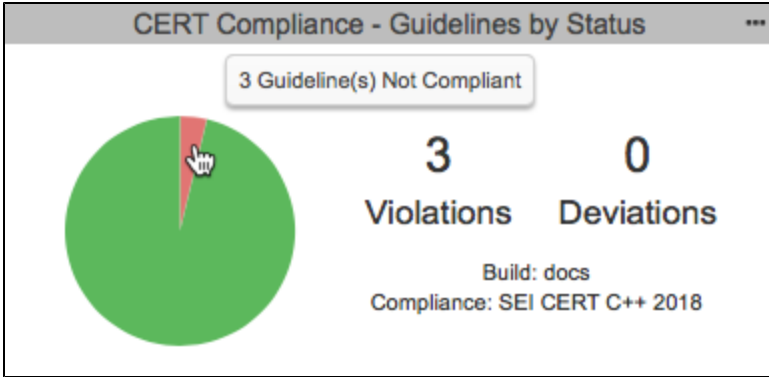 CERT Compliance - Guidelines by Status ...
3 Guideline(s) Not Compliant
3 0
Violations Deviations
Build: docs
Compliance: SEI CERT C++ 2018